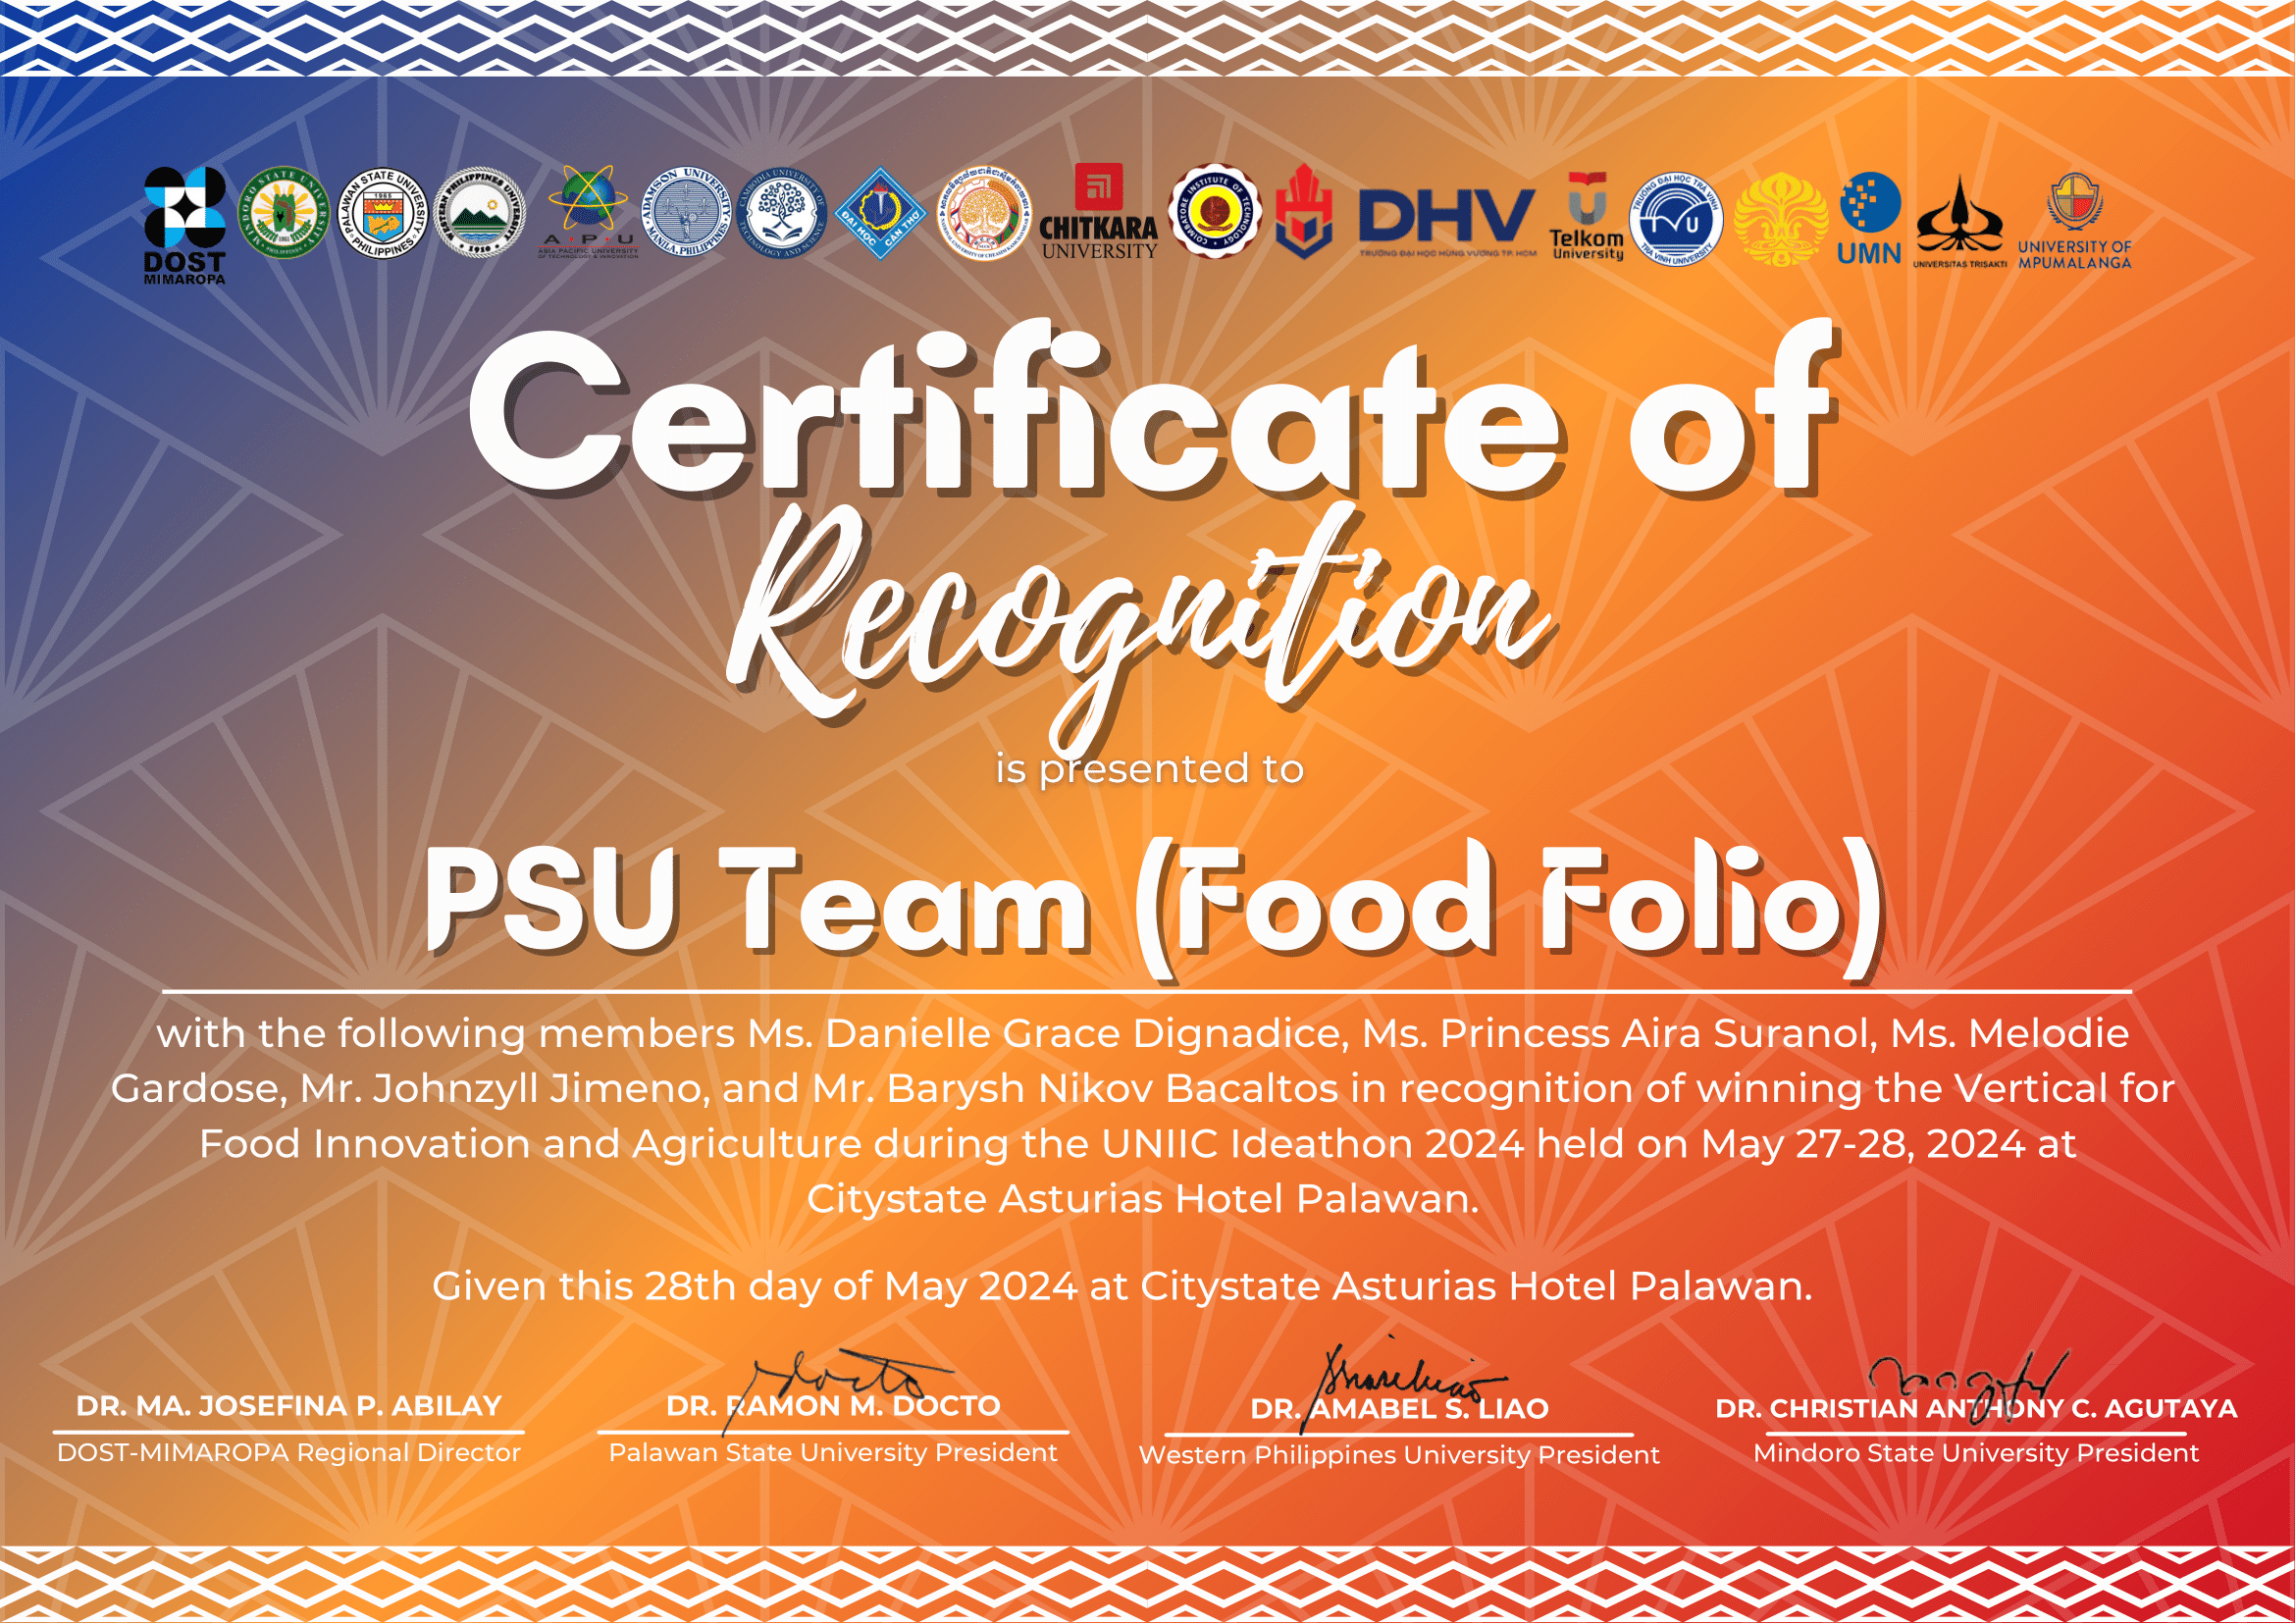 DOST
MIMAROPA
MINDORO STATE UNIVERSITY
PHILIPPINES
PALAWAN STATE UNIVERSITY
1965
PHILIPPINES
WESTERN PHILIPPINES UNIVERSITY
1910
A · P · U
ASIA PACIFIC UNIVERSITY
OF TECHNOLOGY & INNOVATION
ADAMSON UNIVERSITY
MANILA, PHILIPPINES
CAMBODIA UNIVERSITY OF
TECHNOLOGY AND SCIENCE
ĐẠI HỌC CẦN THƠ
CHITKARA
UNIVERSITY
COIMBATORE INSTITUTE OF TECHNOLOGY
DHV
TRƯỜNG ĐẠI HỌC HÙNG VƯƠNG TP. HCM
Telkom
University
TRƯỜNG ĐẠI HỌC TRÀ VINH
TVU
TRA VINH UNIVERSITY
UMN
UNIVERSITAS TRISAKTI
UNIVERSITY OF
MPUMALANGA
Certificate of
Recognition
is presented to
PSU Team (Food Folio)
with the following members Ms. Danielle Grace Dignadice, Ms. Princess Aira Suranol, Ms. Melodie
Gardose, Mr. Johnzyll Jimeno, and Mr. Barysh Nikov Bacaltos in recognition of winning the Vertical for
Food Innovation and Agriculture during the UNIIC Ideathon 2024 held on May 27-28, 2024 at
Citystate Asturias Hotel Palawan.
Given this 28th day of May 2024 at Citystate Asturias Hotel Palawan.
DR. MA. JOSEFINA P. ABILAY
DOST-MIMAROPA Regional Director
DR. RAMON M. DOCTO
Palawan State University President
DR. AMABEL S. LIAO
Western Philippines University President
DR. CHRISTIAN ANTHONY C. AGUTAYA
Mindoro State University President